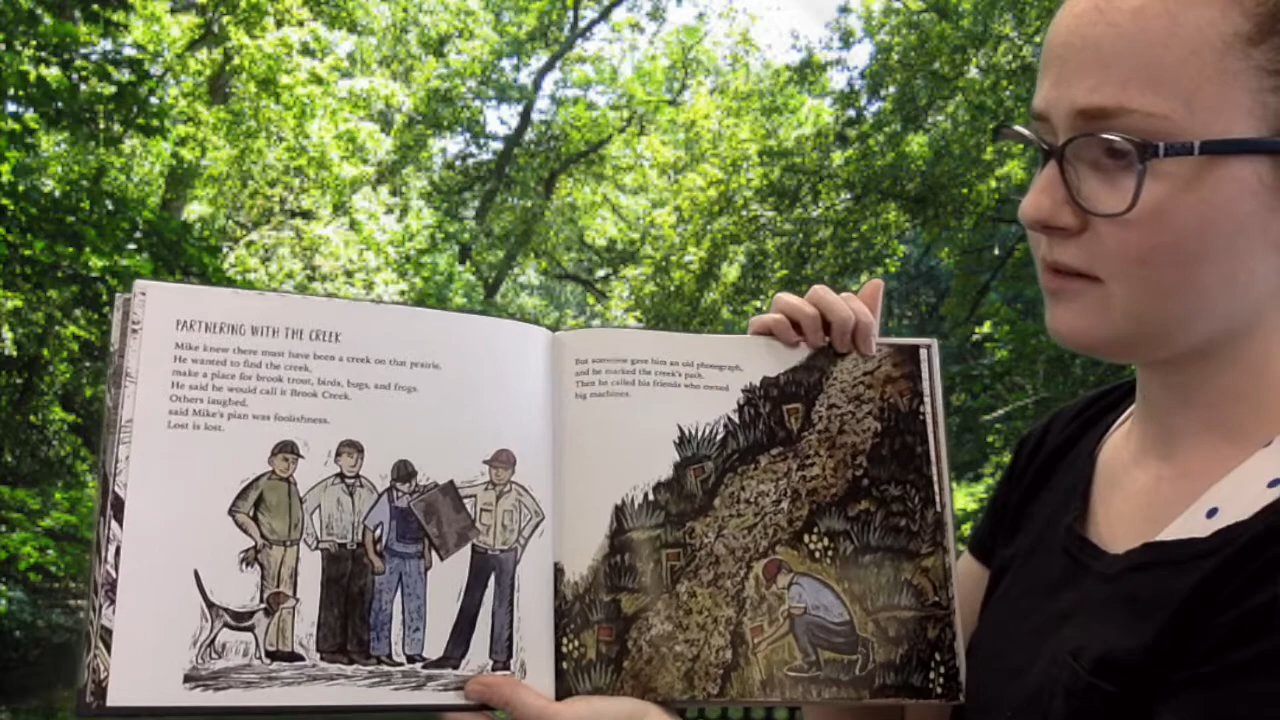 PARTNERING WITH THE CREEK
Mike knew there must have been a creek on that prairie.
He wanted to find the creek,
make a place for brook trout, birds, bugs, and frogs.
He said he would call it Brook Creek.
Others laughed,
said Mike's plan was foolishness.
Lost is lost.
But someone gave him an old photograph,
and he marked the creek's path.
Then he called his friends who owned
big machines.